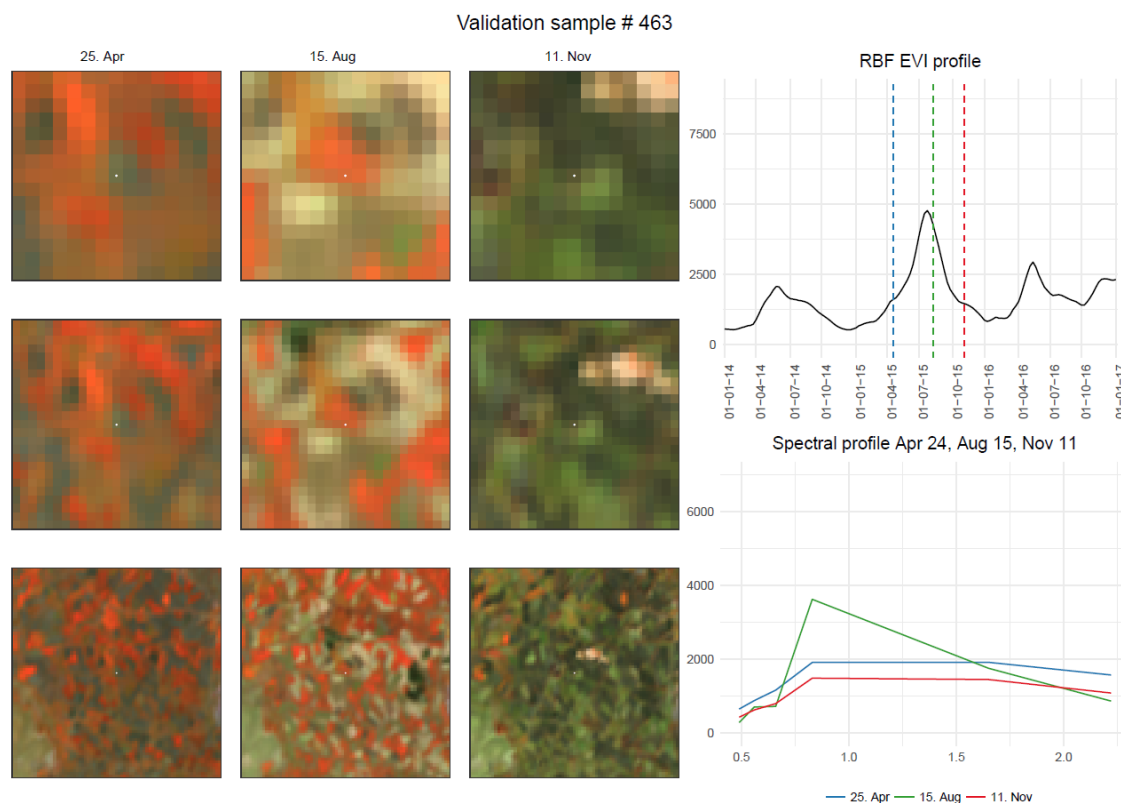 Validation sample # 463
25. Apr
15. Aug
11. Nov
RBF EVI profile
7500
5000
2500
0
01-01-14
01-04-14
01-07-14
01-10-14
01-01-15
01-04-15
01-07-15
01-10-15
01-01-16
01-04-16
01-07-16
01-10-16
01-01-17
Spectral profile Apr 24, Aug 15, Nov 11
6000
4000
2000
0
0.5
1.0
1.5
2.0
25. Apr
15. Aug
11. Nov